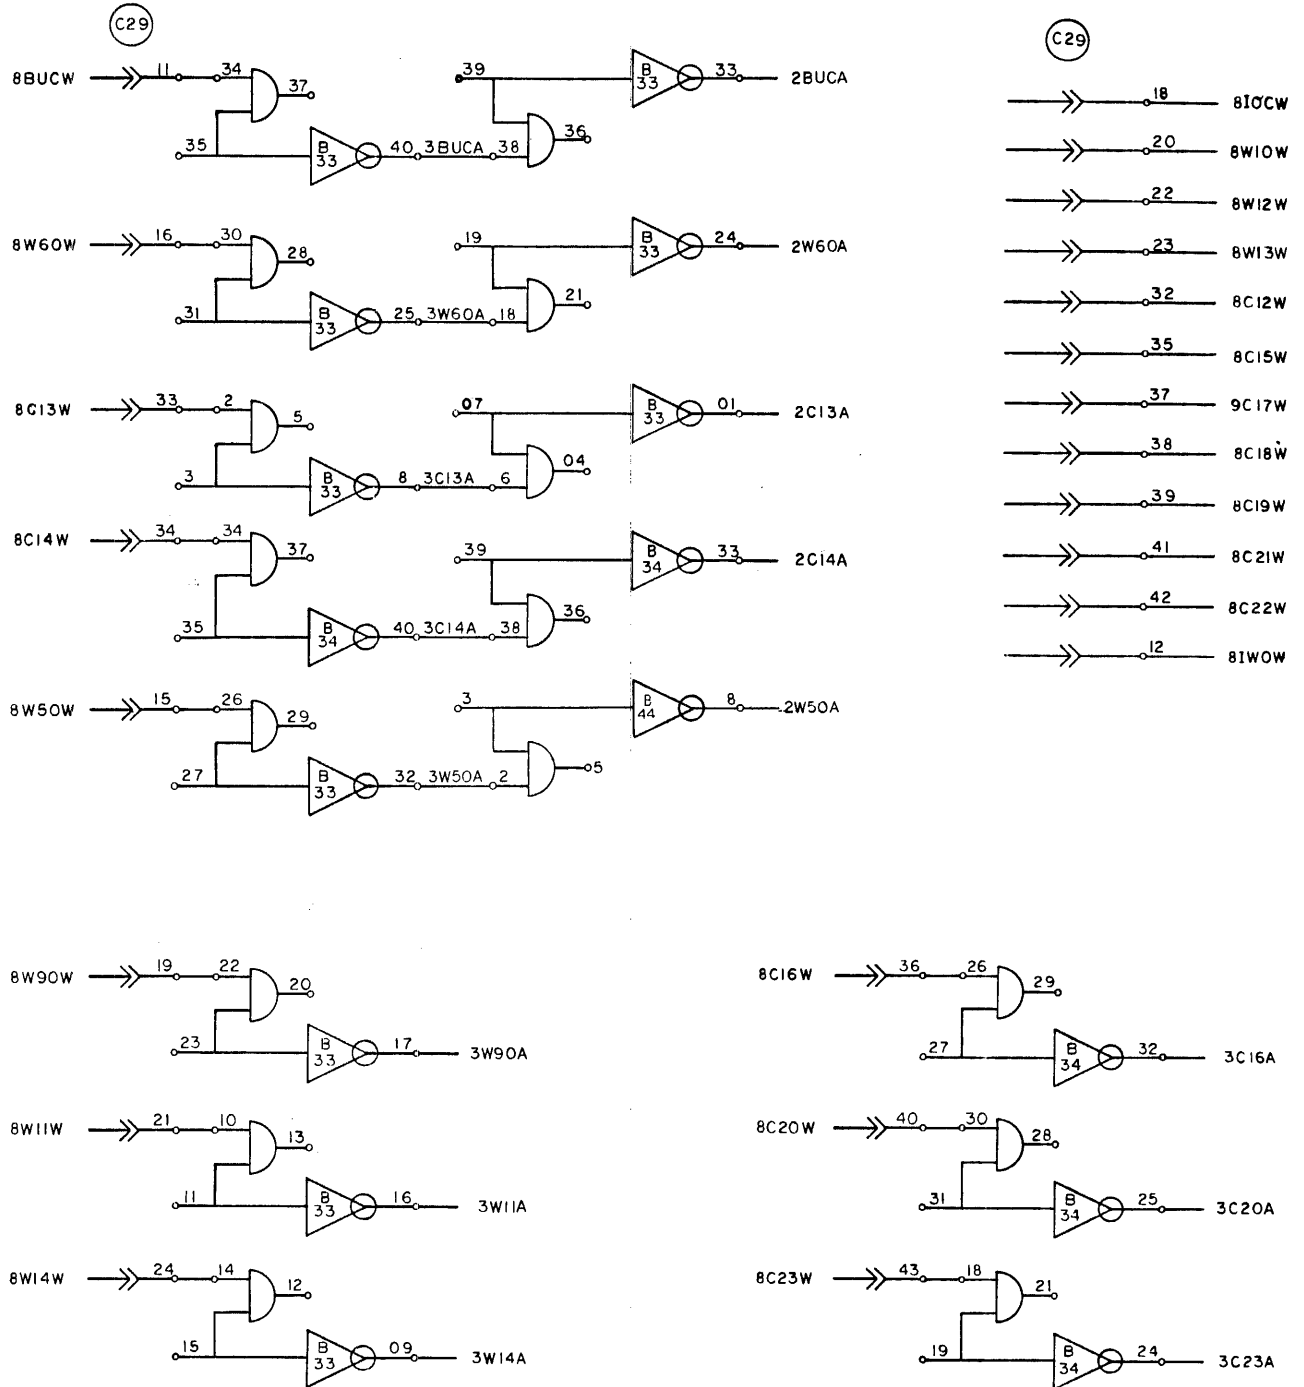 C29
8BUCW 11 34 37
35 B 33 40 3BUCA 38 36
39 B 33 33 2BUCA
8W60W 16 30 28
31 B 33 25 3W60A 18 21
19 B 33 24 2W60A
8C13W 33 2 5
3 B 33 8 3C13A 6 04
07 B 33 01 2C13A
8C14W 34 34 37
35 B 34 40 3C14A 38 36
39 B 34 33 2C14A
8W50W 15 26 29
27 B 33 32 3W50A 2 5
3 B 44 8 2W50A
C29
18 8IOCW
20 8W10W
22 8W12W
23 8W13W
32 8C12W
35 8C15W
37 9C17W
38 8C18W
39 8C19W
41 8C21W
42 8C22W
12 8IWOW
8W90W 19 22 20
23 B 33 17 3W90A
8W11W 21 10 13
11 B 33 16 3W11A
8W14W 24 14 12
15 B 33 09 3W14A
8C16W 36 26 29
27 B 34 32 3C16A
8C20W 40 30 28
31 B 34 25 3C20A
8C23W 43 18 21
19 B 34 24 3C23A